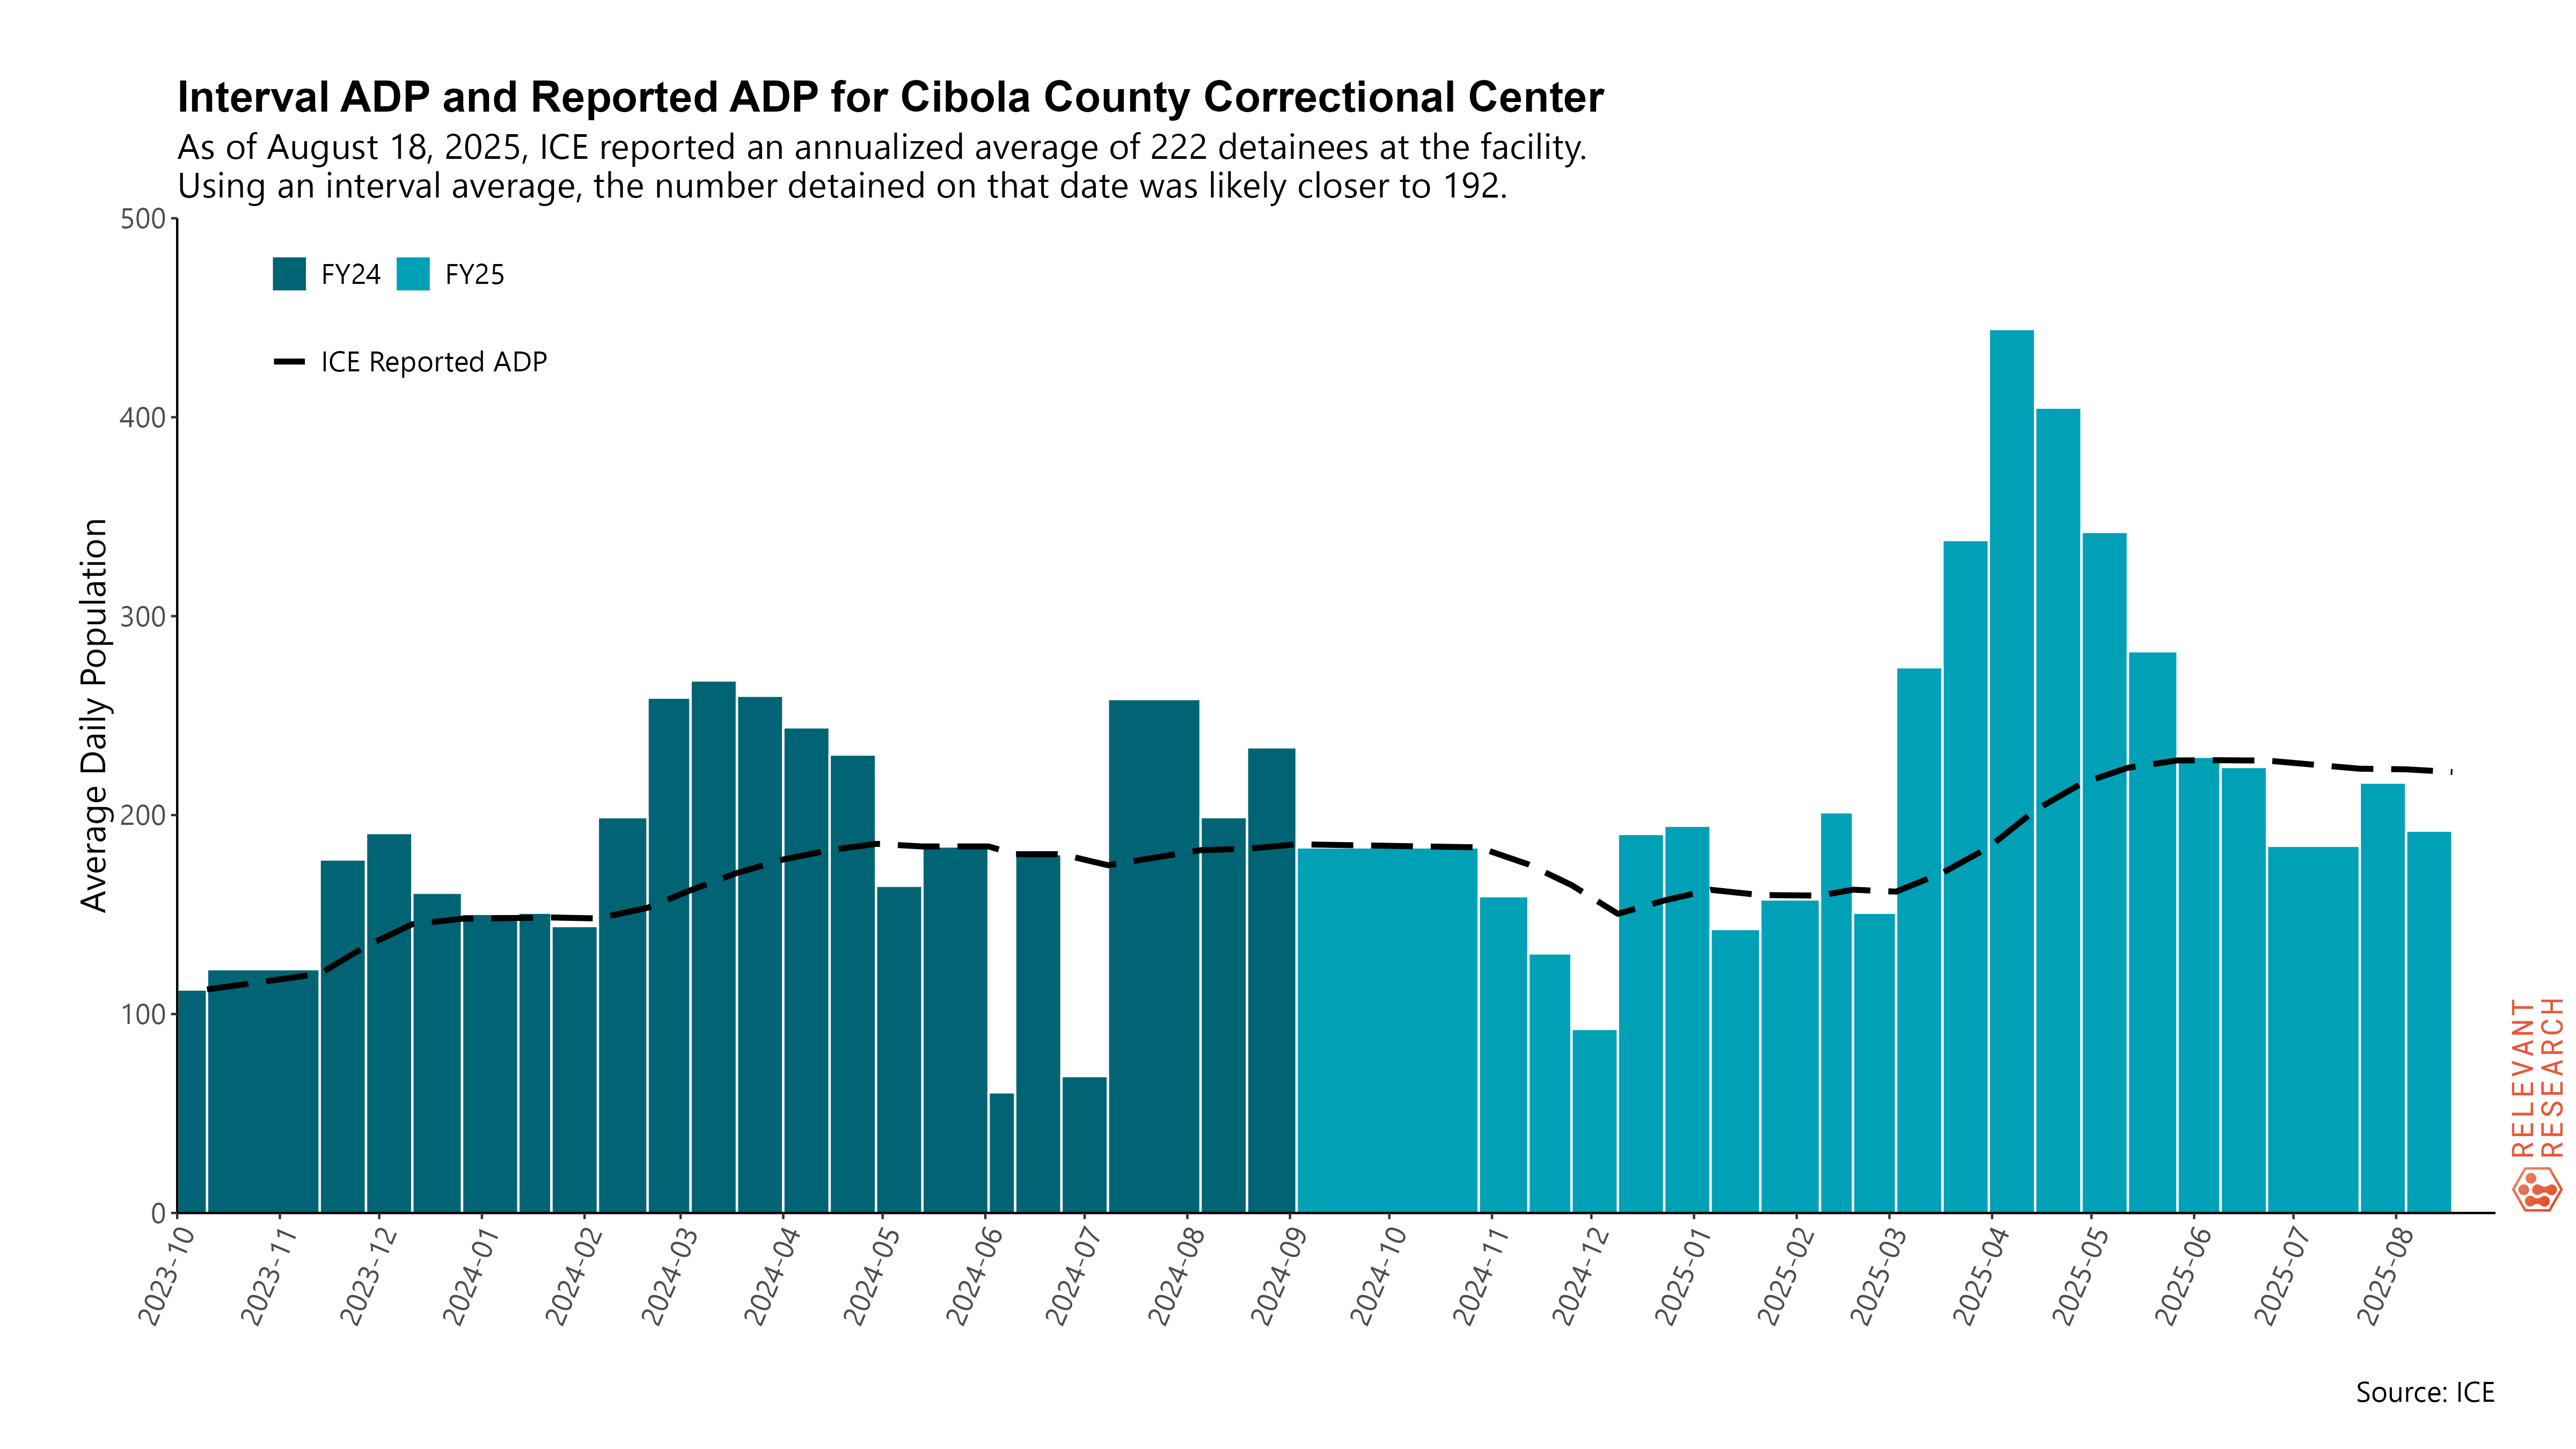 Interval ADP and Reported ADP for Cibola County Correctional Center
As of August 18, 2025, ICE reported an annualized average of 222 detainees at the facility.
Using an interval average, the number detained on that date was likely closer to 192.
500
400
300
200
100
0
Average Daily Population
FY24
FY25
ICE Reported ADP
2023-10
2023-11
2023-12
2024-01
2024-02
2024-03
2024-04
2024-05
2024-06
2024-07
2024-08
2024-09
2024-10
2024-11
2024-12
2025-01
2025-02
2025-03
2025-04
2025-05
2025-06
2025-07
2025-08
RELEVANT
RESEARCH
Source: ICE